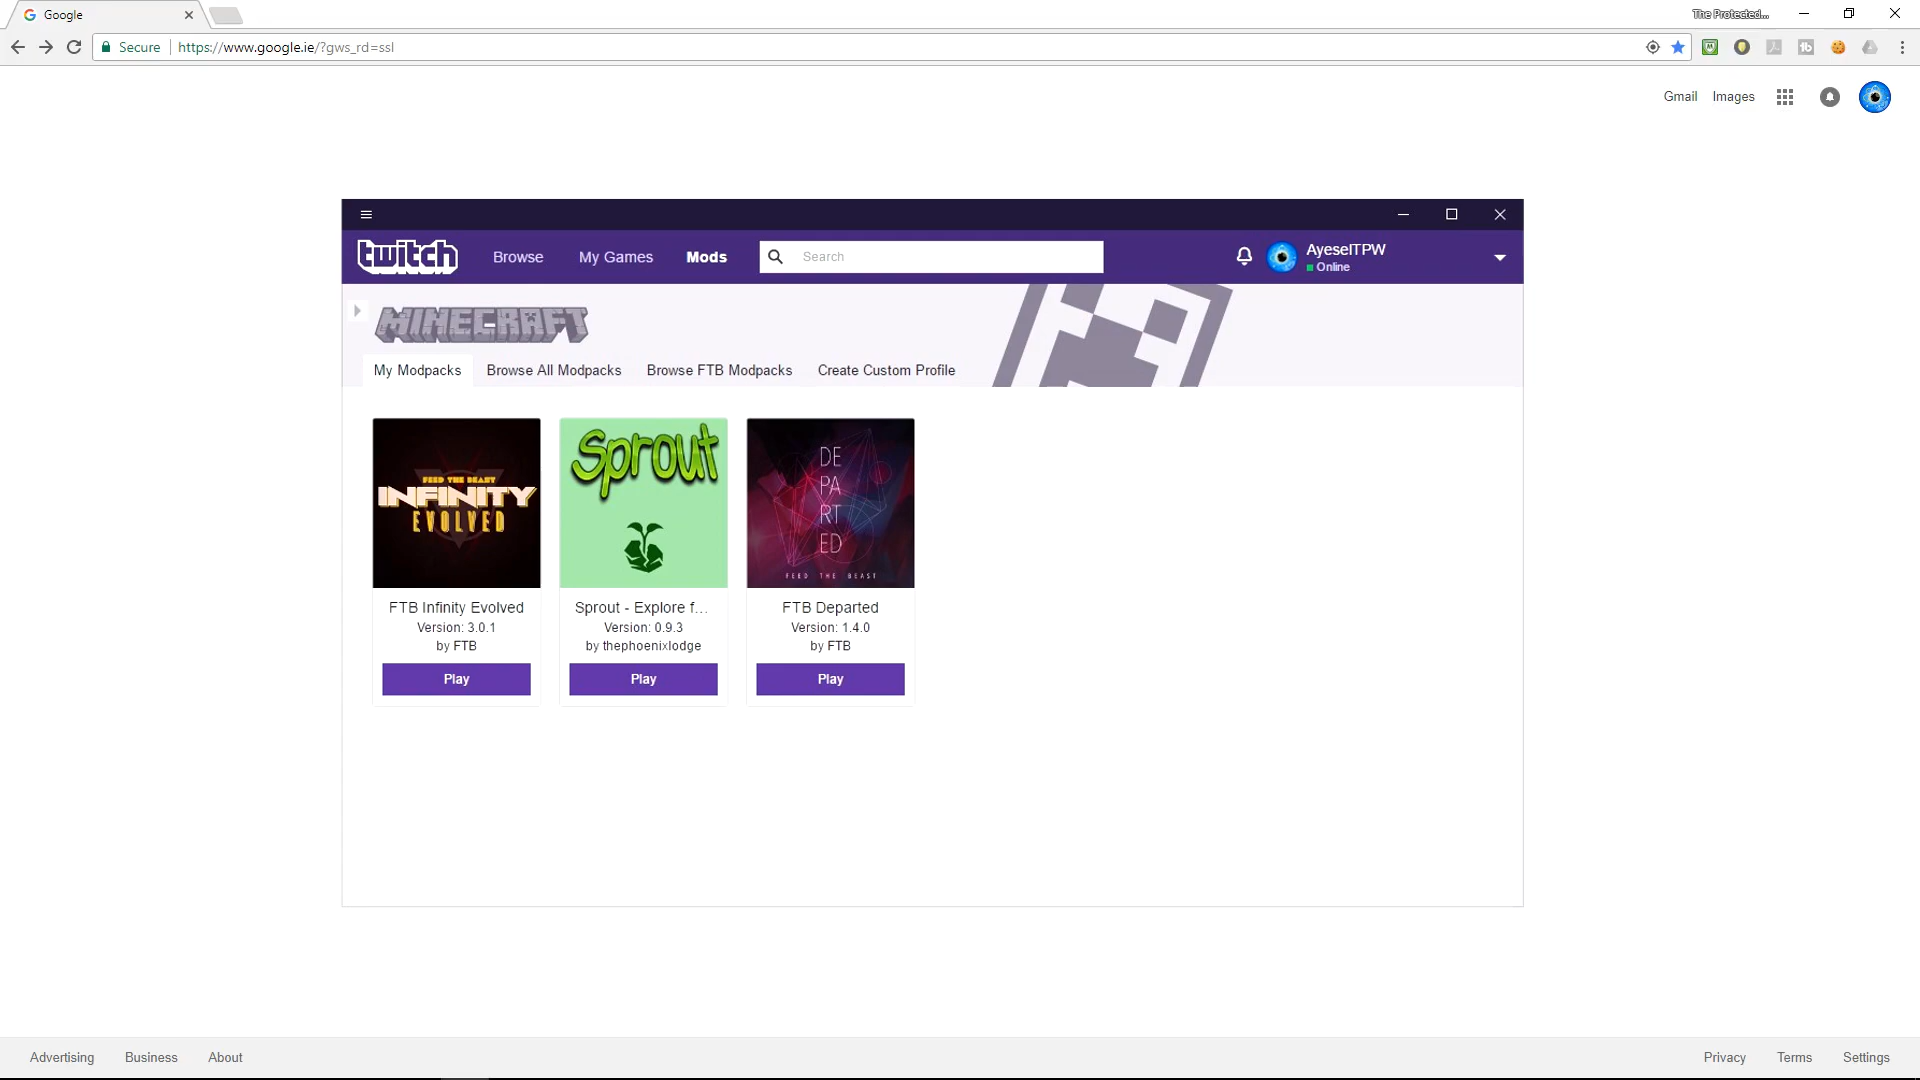 Google
The Protected...
Secure
https://www.google.ie/?gws_rd=ssl
Gmail
Images
twitch
Browse
My Games
Mods
Search
AyeseITPW
Online
MINECRAFT
My Modpacks
Browse All Modpacks
Browse FTB Modpacks
Create Custom Profile
FEED THE BEAST
INFINITY
EVOLVED
FTB Infinity Evolved
Version: 3.0.1
by FTB
Play
Sprout
Sprout - Explore f...
Version: 0.9.3
by thephoenixlodge
Play
DE
PA
RT
ED
FEED THE BEAST
FTB Departed
Version: 1.4.0
by FTB
Play
Advertising
Business
About
Privacy
Terms
Settings